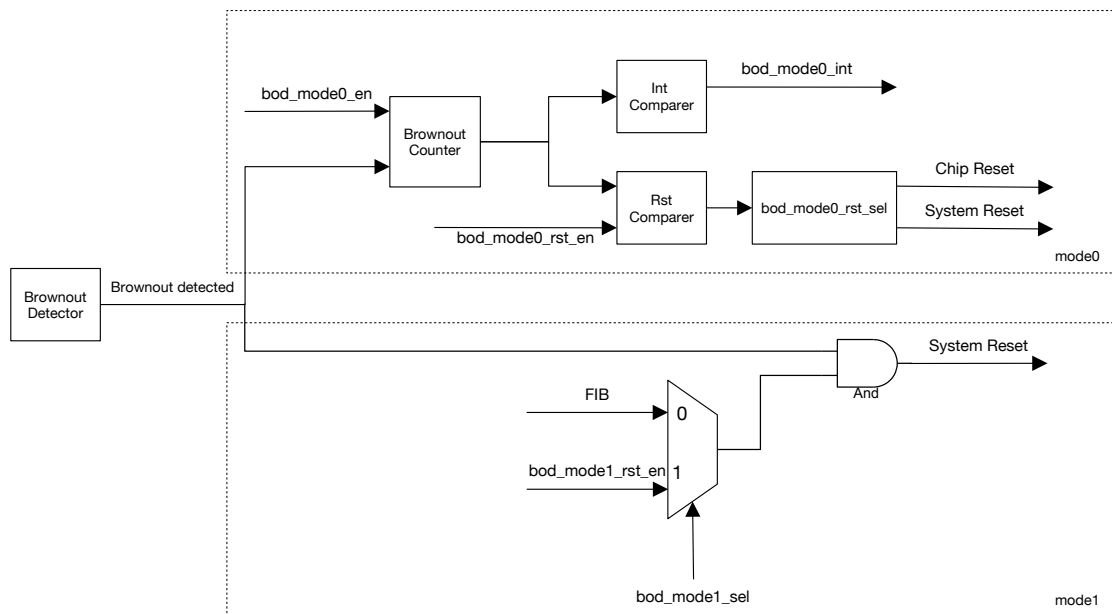 bod_mode0_en
Brownout
Counter
Int
Comparer
bod_mode0_int
Rst
Comparer
bod_mode0_rst_en
bod_mode0_rst_sel
Chip Reset
System Reset
mode0
Brownout
Detector
Brownout detected
System Reset
And
FIB
0
bod_mode1_rst_en
1
bod_mode1_sel
mode1